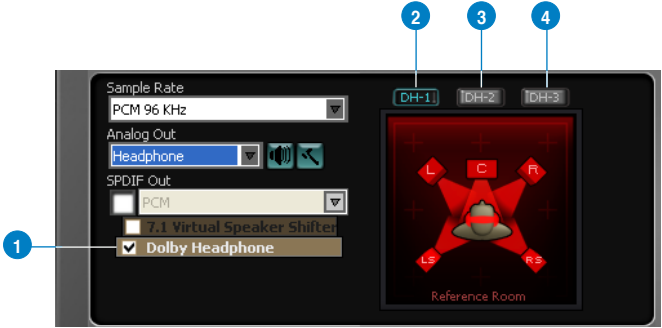 2
3
4
Sample Rate
PCM 96 KHz
Analog Out
Headphone
SPDIF Out
PCM
7.1 Virtual Speaker Shifter
1
Dolby Headphone
DH-1
DH-2
DH-3
L
C
R
LS
RS
Reference Room